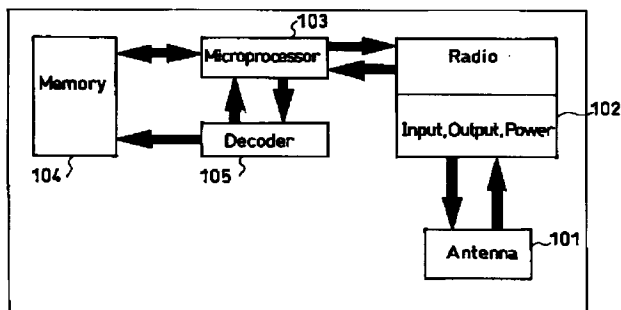 103
Memory
Microprocessor
Radio
Input, Output, Power
102
Decoder
104
105
Antenna
101